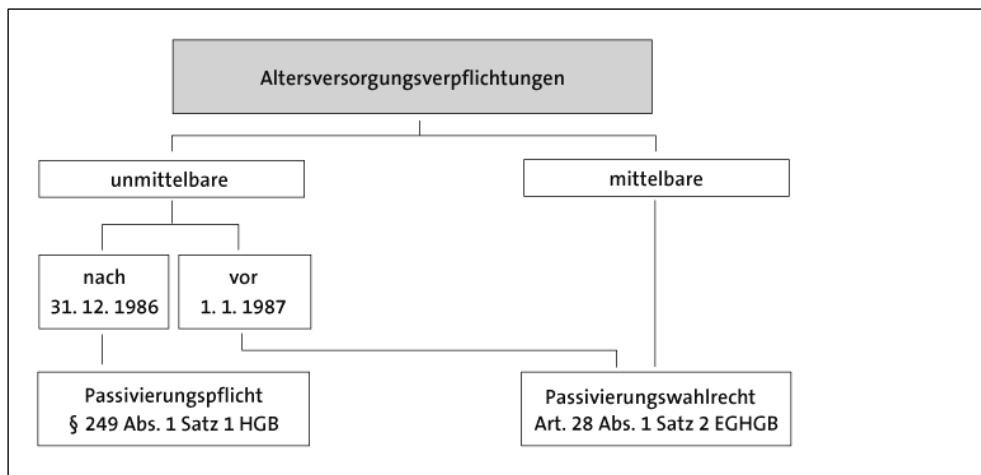 Altersversorgungsverpflichtungen
unmittelbare
mittelbare
nach
31. 12. 1986
vor
1. 1. 1987
Passivierungspflicht
§ 249 Abs. 1 Satz 1 HGB
Passivierungswahlrecht
Art. 28 Abs. 1 Satz 2 EGHGB